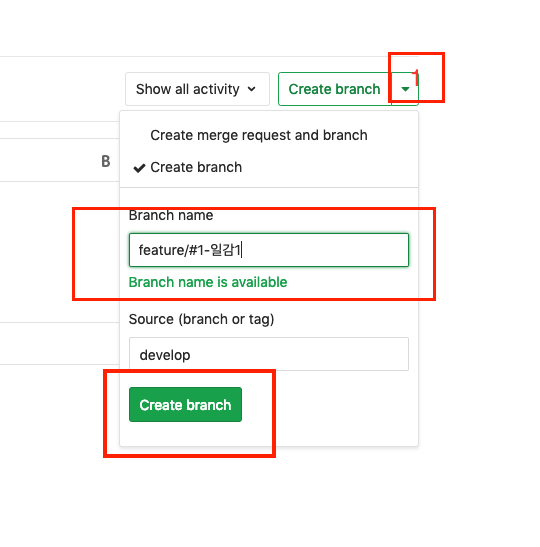 1
Show all activity
Create branch
Create merge request and branch
Create branch
B
Branch name
feature/#1-일감1
Branch name is available
Source (branch or tag)
develop
Create branch